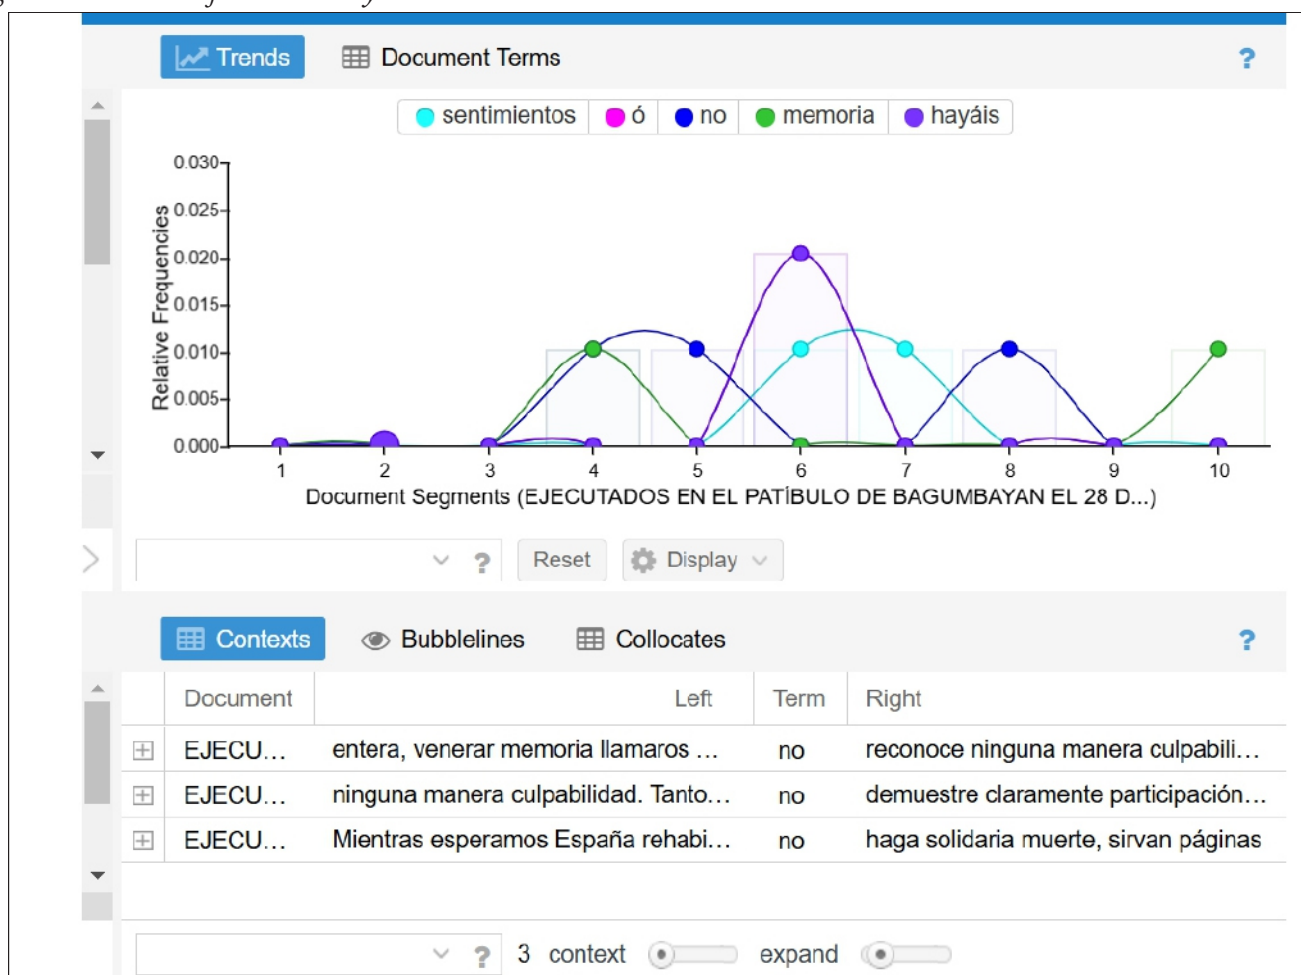 Trends Document Terms ?
sentimientos ó no memoria hayáis
0.030
0.025
0.020
0.015
0.010
0.005
0.000
Relative Frequencies
1 2 3 4 5 6 7 8 9 10
Document Segments (EJECUTADOS EN EL PATÍBULO DE BAGUMBAYAN EL 28 D...)
? Reset Display
Contexts Bubblelines Collocates ?
Document Left Term Right
EJECU... entera, venerar memoria llamaros ... no reconoce ninguna manera culpabili...
EJECU... ninguna manera culpabilidad. Tanto... no demuestre claramente participación...
EJECU... Mientras esperamos España rehabi... no haga solidaria muerte, sirvan páginas
? 3 context expand